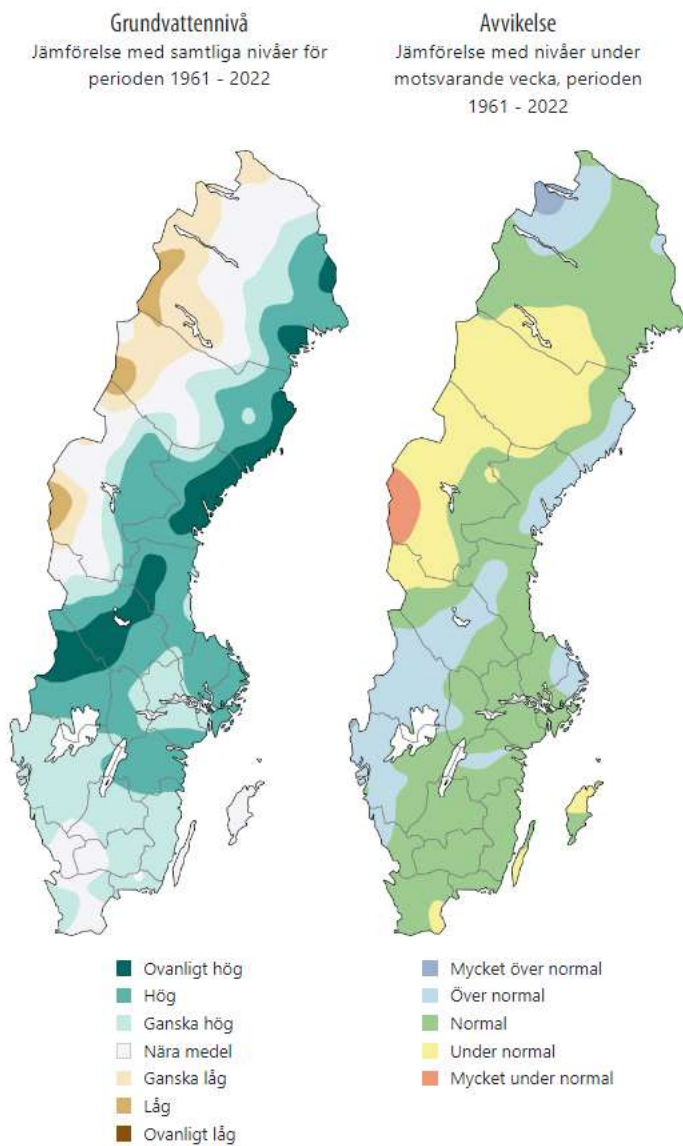 Grundvattennivå
Jämförelse med samtliga nivåer för
perioden 1961 - 2022
Avvikelse
Jämförelse med nivåer under
motsvarande vecka, perioden
1961 - 2022
Ovanligt hög
Hög
Ganska hög
Nära medel
Ganska låg
Låg
Ovanligt låg
Mycket över normal
Över normal
Normal
Under normal
Mycket under normal